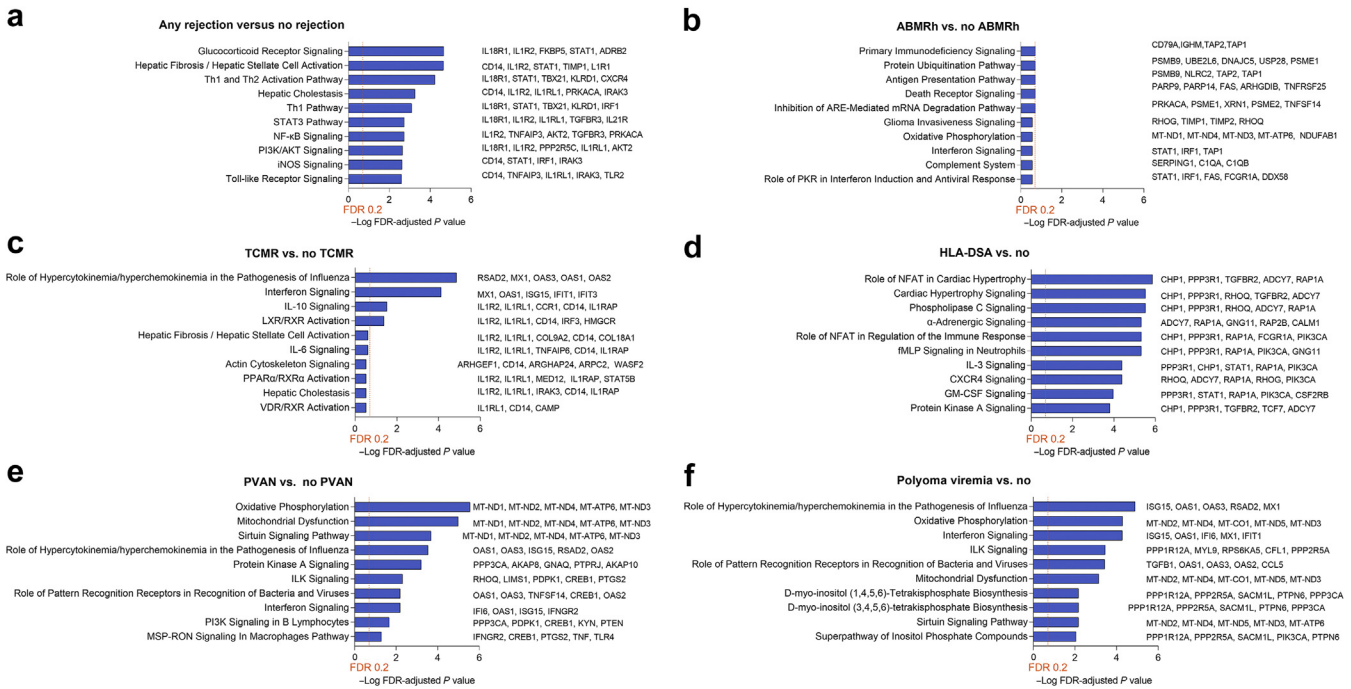 a
Any rejection versus no rejection
Glucocorticoid Receptor Signaling
IL18R1, IL1R2, FKBP5, STAT1, ADRB2
Hepatic Fibrosis / Hepatic Stellate Cell Activation
CD14, IL1R2, STAT1, TIMP1, L1R1
Th1 and Th2 Activation Pathway
IL18R1, STAT1, TBX21, KLRD1, CXCR4
Hepatic Cholestasis
CD14, IL1R2, IL1RL1, PRKACA, IRAK3
Th1 Pathway
IL18R1, STAT1, TBX21, KLRD1, IRF1
STAT3 Pathway
IL18R1, IL1R2, IL1RL1, TGFBR3, IL21R
NF-κB Signaling
IL1R2, TNFAIP3, AKT2, TGFBR3, PRKACA
PI3K/AKT Signaling
IL18R1, IL1R2, PPP2R5C, IL1RL1, AKT2
iNOS Signaling
CD14, STAT1, IRF1, IRAK3
Toll-like Receptor Signaling
CD14, TNFAIP3, IL1RL1, IRAK3, TLR2
0 2 4 6
FDR 0.2
–Log FDR-adjusted P value
b
ABMRh vs. no ABMRh
Primary Immunodeficiency Signaling
CD79A,IGHM,TAP2,TAP1
Protein Ubiquitination Pathway
PSMB9, UBE2L6, DNAJC5, USP28, PSME1
Antigen Presentation Pathway
PSMB9, NLRC2, TAP2, TAP1
Death Receptor Signaling
PARP9, PARP14, FAS, ARHGDIB, TNFRSF25
Inhibition of ARE-Mediated mRNA Degradation Pathway
PRKACA, PSME1, XRN1, PSME2, TNFSF14
Glioma Invasiveness Signaling
RHOG, TIMP1, TIMP2, RHOQ
Oxidative Phosphorylation
MT-ND1, MT-ND4, MT-ND3, MT-ATP6, NDUFAB1
Interferon Signaling
STAT1, IRF1, TAP1
Complement System
SERPING1, C1QA, C1QB
Role of PKR in Interferon Induction and Antiviral Response
STAT1, IRF1, FAS, FCGR1A, DDX58
0 2 4 6
FDR 0.2
–Log FDR-adjusted P value
c
TCMR vs. no TCMR
Role of Hypercytokinemia/hyperchemokinemia in the Pathogenesis of Influenza
RSAD2, MX1, OAS3, OAS1, OAS2
Interferon Signaling
MX1, OAS1, ISG15, IFIT1, IFIT3
IL-10 Signaling
IL1R2, IL1RL1, CCR1, CD14, IL1RAP
LXR/RXR Activation
IL1R2, IL1RL1, CD14, IRF3, HMGCR
Hepatic Fibrosis / Hepatic Stellate Cell Activation
IL1R2, IL1RL1, COL9A2, CD14, COL18A1
IL-6 Signaling
IL1R2, IL1RL1, TNFAIP6, CD14, IL1RAP
Actin Cytoskeleton Signaling
ARHGEF1, CD14, ARGHAP24, ARPC2, WASF2
PPARα/RXRα Activation
IL1R2, IL1RL1, MED12, IL1RAP, STAT5B
Hepatic Cholestasis
IL1R2, IL1RL1, IRAK3, CD14, IL1RAP
VDR/RXR Activation
IL1RL1, CD14, CAMP
0 2 4 6
FDR 0.2
–Log FDR-adjusted P value
d
HLA-DSA vs. no
Role of NFAT in Cardiac Hypertrophy
CHP1, PPP3R1, TGFBR2, ADCY7, RAP1A
Cardiac Hypertrophy Signaling
CHP1, PPP3R1, RHOQ, TGFBR2, ADCY7
Phospholipase C Signaling
CHP1, PPP3R1, RHOQ, ADCY7, RAP1A
α-Adrenergic Signaling
ADCY7, RAP1A, GNG11, RAP2B, CALM1
Role of NFAT in Regulation of the Immune Response
CHP1, PPP3R1, RAP1A, FCGR1A, PIK3CA
fMLP Signaling in Neutrophils
CHP1, PPP3R1, RAP1A, PIK3CA, GNG11
IL-3 Signaling
PPP3R1, CHP1, STAT1, RAP1A, PIK3CA
CXCR4 Signaling
RHOQ, ADCY7, RAP1A, RHOG, PIK3CA
GM-CSF Signaling
PPP3R1, STAT1, RAP1A, PIK3CA, CSF2RB
Protein Kinase A Signaling
CHP1, PPP3R1, TGFBR2, TCF7, ADCY7
0 2 4 6
FDR 0.2
–Log FDR-adjusted P value
e
PVAN vs. no PVAN
Oxidative Phosphorylation
MT-ND1, MT-ND2, MT-ND4, MT-ATP6, MT-ND3
Mitochondrial Dysfunction
MT-ND1, MT-ND2, MT-ND4, MT-ATP6, MT-ND3
Sirtuin Signaling Pathway
MT-ND1, MT-ND2, MT-ND4, MT-ATP6, MT-ND3
Role of Hypercytokinemia/hyperchemokinemia in the Pathogenesis of Influenza
OAS1, OAS3, ISG15, RSAD2, OAS2
Protein Kinase A Signaling
PPP3CA, AKAP8, GNAQ, PTPRJ, AKAP10
ILK Signaling
RHOQ, LIMS1, PDPK1, CREB1, PTGS2
Role of Pattern Recognition Receptors in Recognition of Bacteria and Viruses
OAS1, OAS3, TNFSF14, CREB1, OAS2
Interferon Signaling
IFI6, OAS1, ISG15, IFNGR2
PI3K Signaling in B Lymphocytes
PPP3CA, PDPK1, CREB1, KYN, PTEN
MSP-RON Signaling In Macrophages Pathway
IFNGR2, CREB1, PTGS2, TNF, TLR4
0 2 4 6
FDR 0.2
–Log FDR-adjusted P value
f
Polyoma viremia vs. no
Role of Hypercytokinemia/hyperchemokinemia in the Pathogenesis of Influenza
ISG15, OAS1, OAS3, RSAD2, MX1
Oxidative Phosphorylation
MT-ND2, MT-ND4, MT-CO1, MT-ND5, MT-ND3
Interferon Signaling
ISG15, OAS1, IFI6, MX1, IFIT1
ILK Signaling
PPP1R12A, MYL9, RPS6KA5, CFL1, PPP2R5A
Role of Pattern Recognition Receptors in Recognition of Bacteria and Viruses
TGFB1, OAS1, OAS3, OAS2, CCL5
Mitochondrial Dysfunction
MT-ND2, MT-ND4, MT-CO1, MT-ND5, MT-ND3
D-myo-inositol (1,4,5,6)-Tetrakisphosphate Biosynthesis
PPP1R12A, PPP2R5A, SACM1L, PTPN6, PPP3CA
D-myo-inositol (3,4,5,6)-tetrakisphosphate Biosynthesis
PPP1R12A, PPP2R5A, SACM1L, PTPN6, PPP3CA
Sirtuin Signaling Pathway
MT-ND2, MT-ND4, MT-ND5, MT-ND3, MT-ATP6
Superpathway of Inositol Phosphate Compounds
PPP1R12A, PPP2R5A, SACM1L, PIK3CA, PTPN6
0 2 4 6
FDR 0.2
–Log FDR-adjusted P value